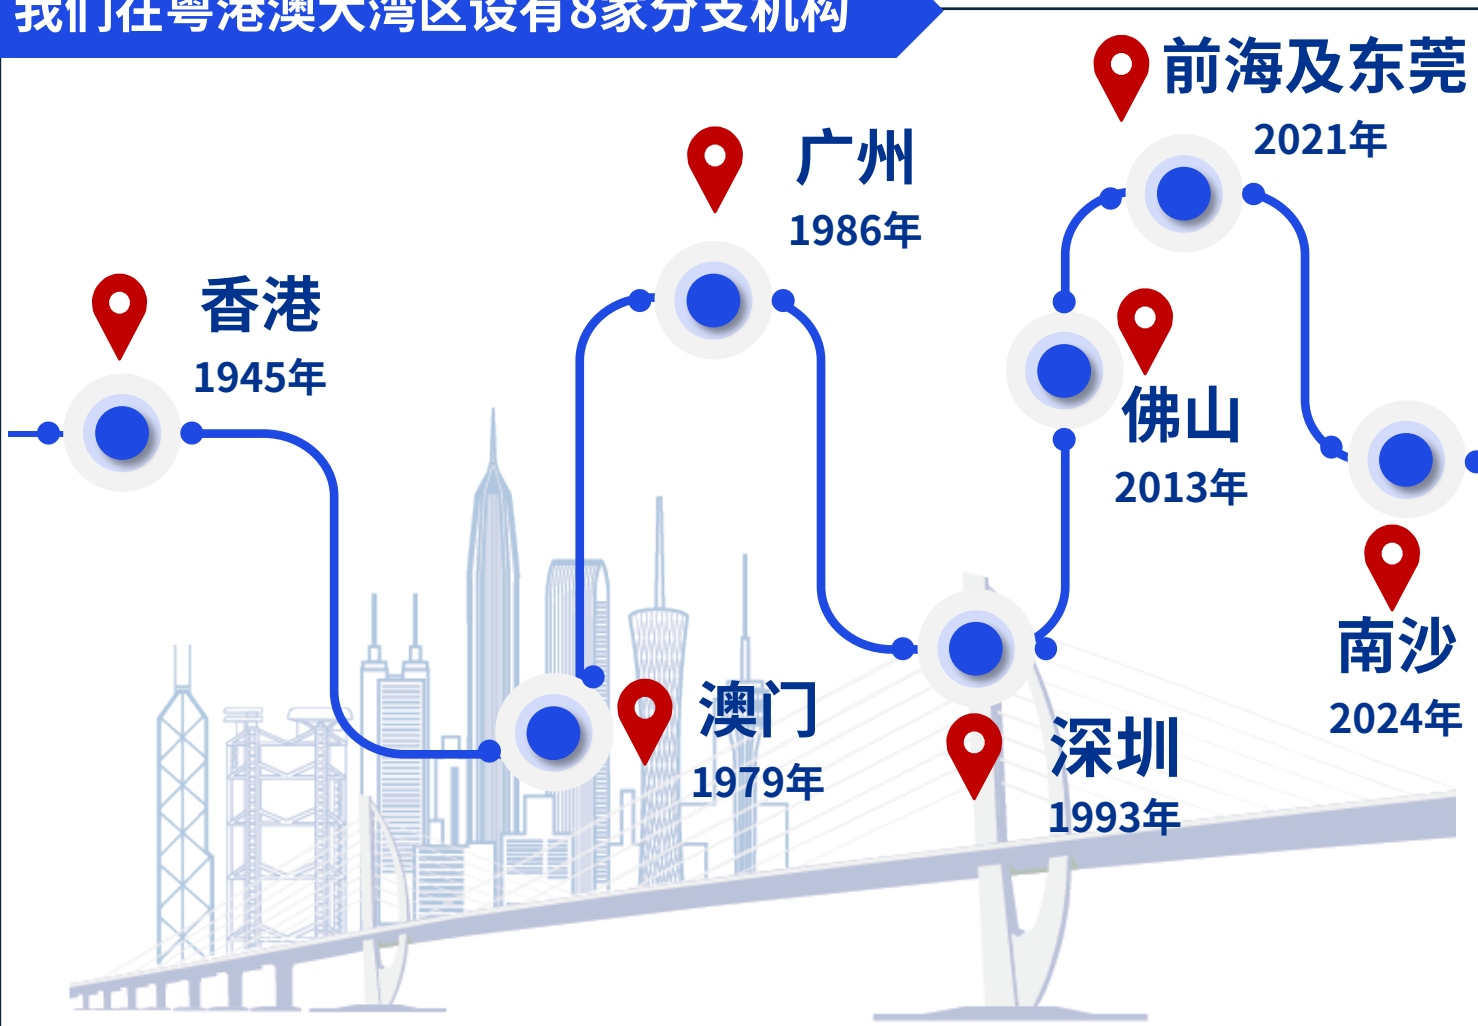 我们在粤港澳大湾区设有8家分支机构
前海及东莞
2021年
广州
1986年
香港
1945年
佛山
2013年
南沙
2024年
澳门
1979年
深圳
1993年